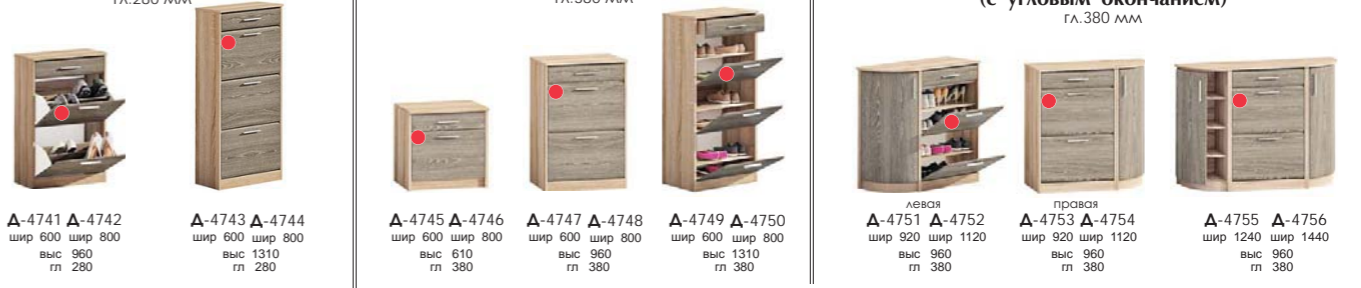 гл.280 мм
гл.380 мм
(с угловым окончанием)
гл.380 мм
Д-4741 Д-4742
шир 600 шир 800
выс 960
гл 280
Д-4743 Д-4744
шир 600 шир 800
выс 1310
гл 280
Д-4745 Д-4746
шир 600 шир 800
выс 610
гл 380
Д-4747 Д-4748
шир 600 шир 800
выс 960
гл 380
Д-4749 Д-4750
шир 600 шир 800
выс 1310
гл 380
левая
Д-4751 Д-4752
шир 920 шир 1120
выс 960
гл 380
правая
Д-4753 Д-4754
шир 920 шир 1120
выс 960
гл 380
Д-4755 Д-4756
шир 1240 шир 1440
выс 960
гл 380